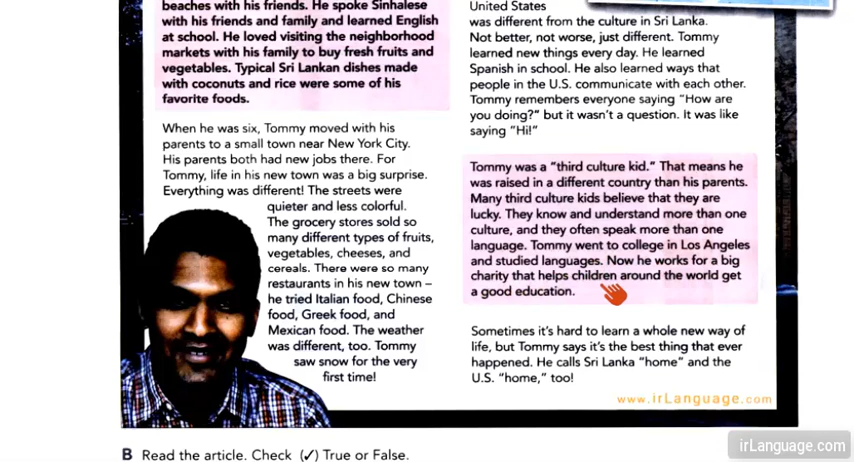 beaches with his friends. He spoke Sinhalese
with his friends and family and learned English
at school. He loved visiting the neighborhood
markets with his family to buy fresh fruits and
vegetables. Typical Sri Lankan dishes made
with coconuts and rice were some of his
favorite foods.
When he was six, Tommy moved with his
parents to a small town near New York City.
His parents both had new jobs there. For
Tommy, life in his new town was a big surprise.
Everything was different! The streets were
quieter and less colorful.
The grocery stores sold so
many different types of fruits,
vegetables, cheeses, and
cereals. There were so many
restaurants in his new town –
he tried Italian food, Chinese
food, Greek food, and
Mexican food. The weather
was different, too. Tommy
saw snow for the very
first time!
United States
was different from the culture in Sri Lanka.
Not better, not worse, just different. Tommy
learned new things every day. He learned
Spanish in school. He also learned ways that
people in the U.S. communicate with each other.
Tommy remembers everyone saying "How are
you doing?" but it wasn't a question. It was like
saying "Hi!"
Tommy was a "third culture kid." That means he
was raised in a different country than his parents.
Many third culture kids believe that they are
lucky. They know and understand more than one
culture, and they often speak more than one
language. Tommy went to college in Los Angeles
and studied languages. Now he works for a big
charity that helps children around the world get
a good education.
Sometimes it's hard to learn a whole new way of
life, but Tommy says it's the best thing that ever
happened. He calls Sri Lanka "home" and the
U.S. "home," too!
www.irLanguage.com
irLanguage.com
B Read the article. Check (✓) True or False.